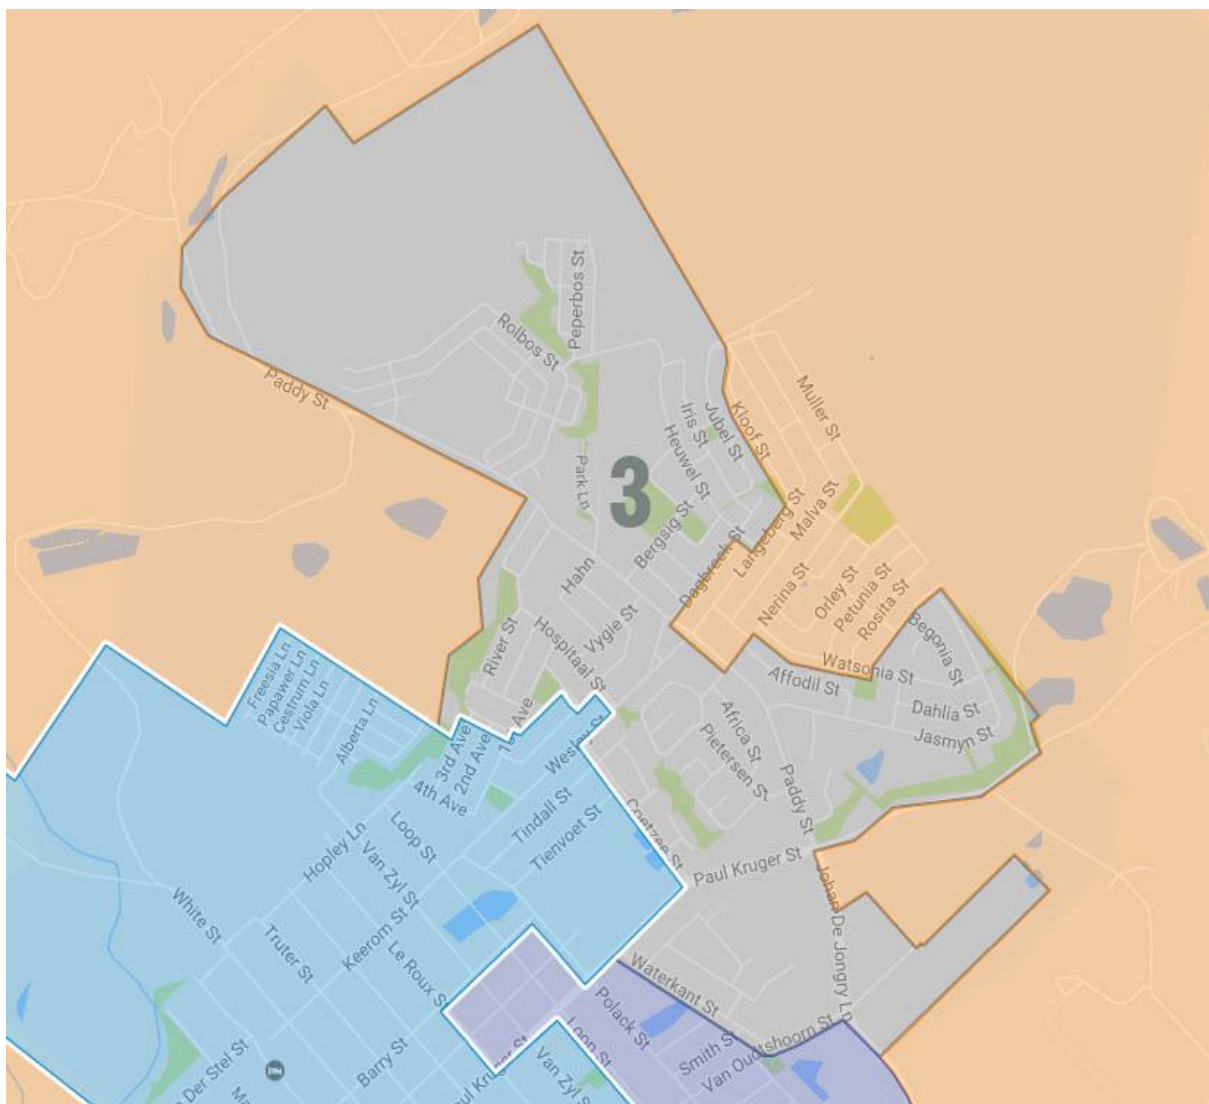 Peperbos St
Rolbos St
Paddy St
Muller St
Kloof St
Jubel St
Iris St
Heuwel St
Park Ln
3
Malva St
Langeberg St
Bergsig St
Dagbreek St
Hahn
Nerina St
Orley St
Petunia St
Rosita St
Vygie St
Hospitaal St
River St
Begonia St
Watsonia St
Affodil St
Freesia Ln
Papawer Ln
Cestrum Ln
Viola Ln
Alberta Ln
Dahlia St
Jasmyn St
Africa St
Pietersen St
Ave
Wesley St
3rd Ave
2nd Ave
4th Ave
Paddy St
Tindall St
Tienvoet St
Coetzee St
Loop St
Hopley Ln
Van Zyl St
Paul Kruger St
Johan De Jongry Ln
White St
Truter St
Keerom St
Le Roux St
Waterkant St
Polack St
Smith St
Van Oudtshoorn St
Loop St
Van Zyl St
Barry St
Der Stel St